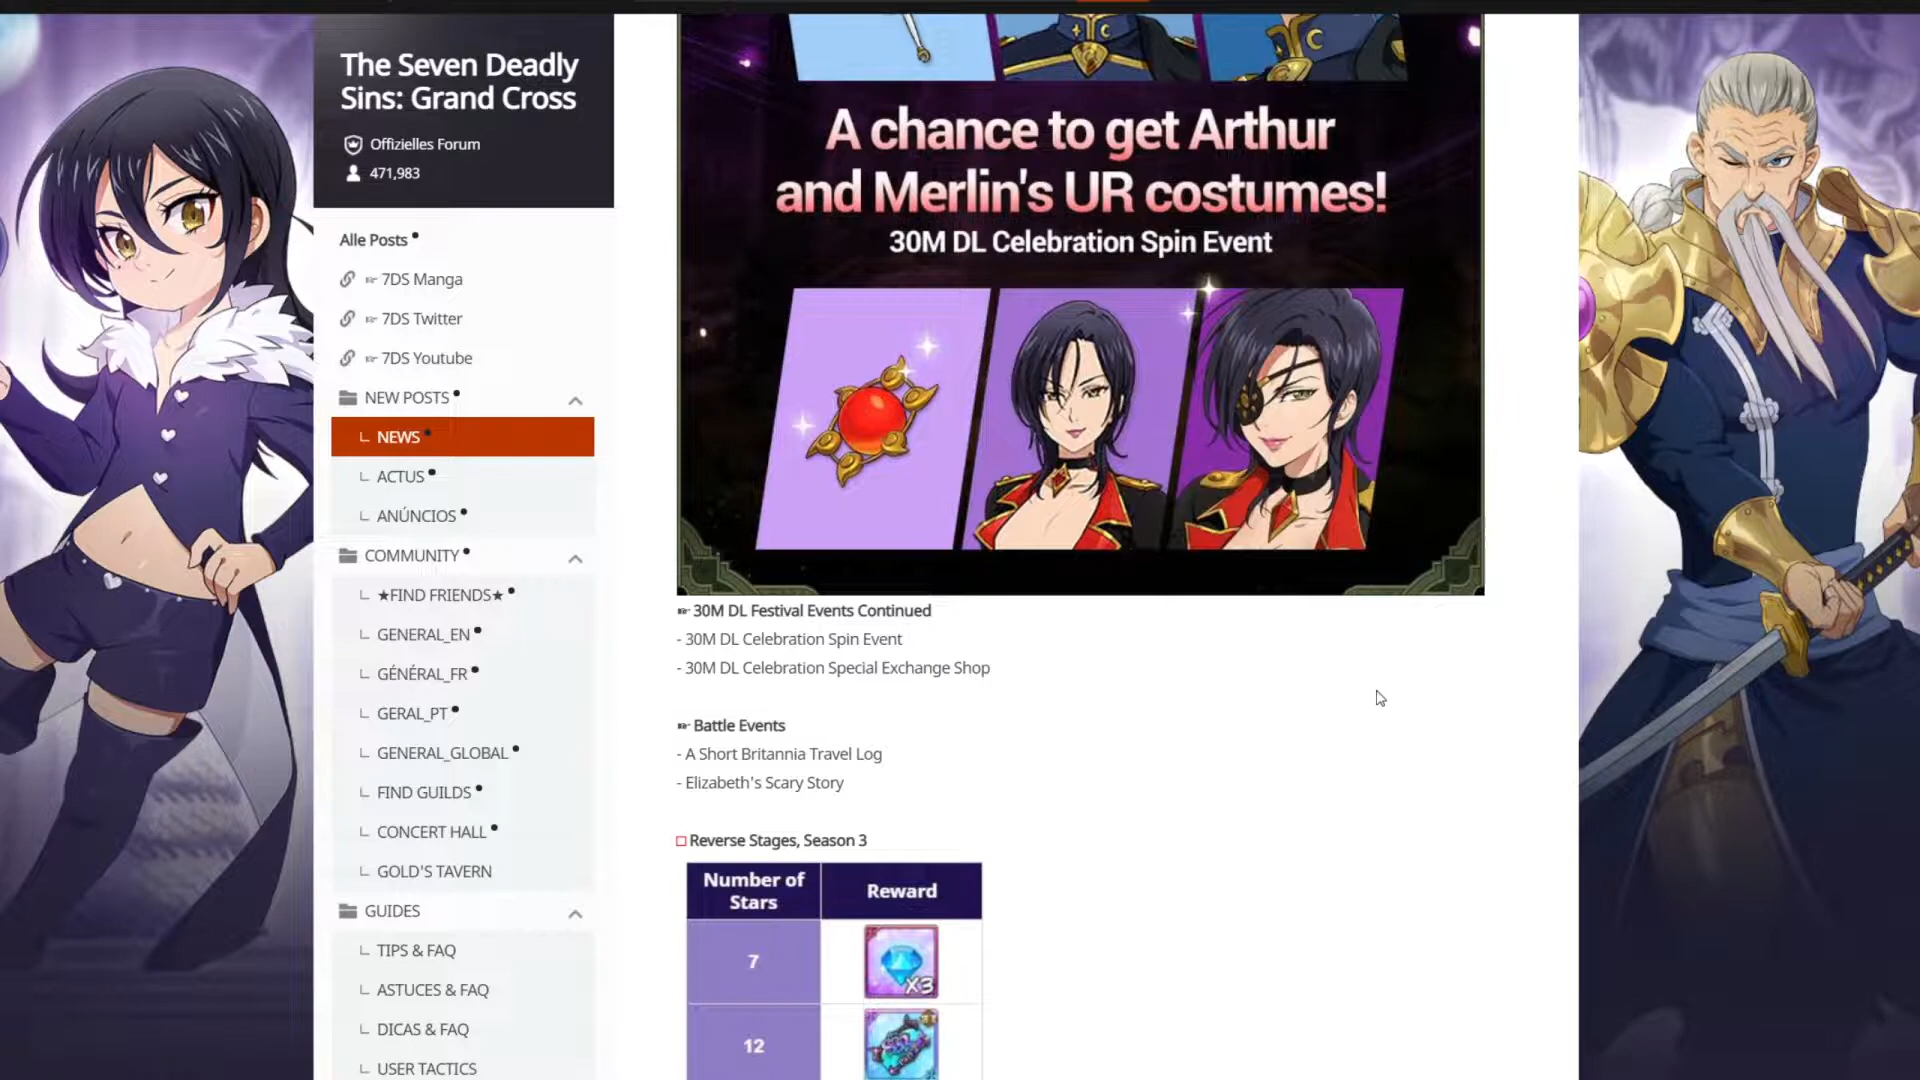 The Seven Deadly
Sins: Grand Cross
Offizielles Forum
471,983
Alle Posts
☞ 7DS Manga
☞ 7DS Twitter
☞ 7DS Youtube
NEW POSTS
NEWS
ACTUS
ANÚNCIOS
COMMUNITY
★FIND FRIENDS★
GENERAL_EN
GÉNÉRAL_FR
GERAL_PT
GENERAL_GLOBAL
FIND GUILDS
CONCERT HALL
GOLD'S TAVERN
GUIDES
TIPS & FAQ
ASTUCES & FAQ
DICAS & FAQ
USER TACTICS
A chance to get Arthur
and Merlin's UR costumes!
30M DL Celebration Spin Event
☞ 30M DL Festival Events Continued
- 30M DL Celebration Spin Event
- 30M DL Celebration Special Exchange Shop
☞ Battle Events
- A Short Britannia Travel Log
- Elizabeth's Scary Story
□ Reverse Stages, Season 3
Number of
Stars
Reward
7
X3
12